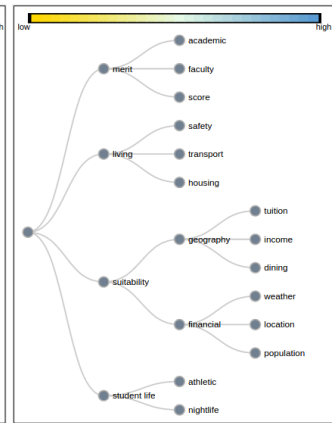 low high
academic
merit faculty
score
safety
living transport
housing
tuition
geography income
dining
suitability
weather
financial location
population
athletic
student life
nightlife